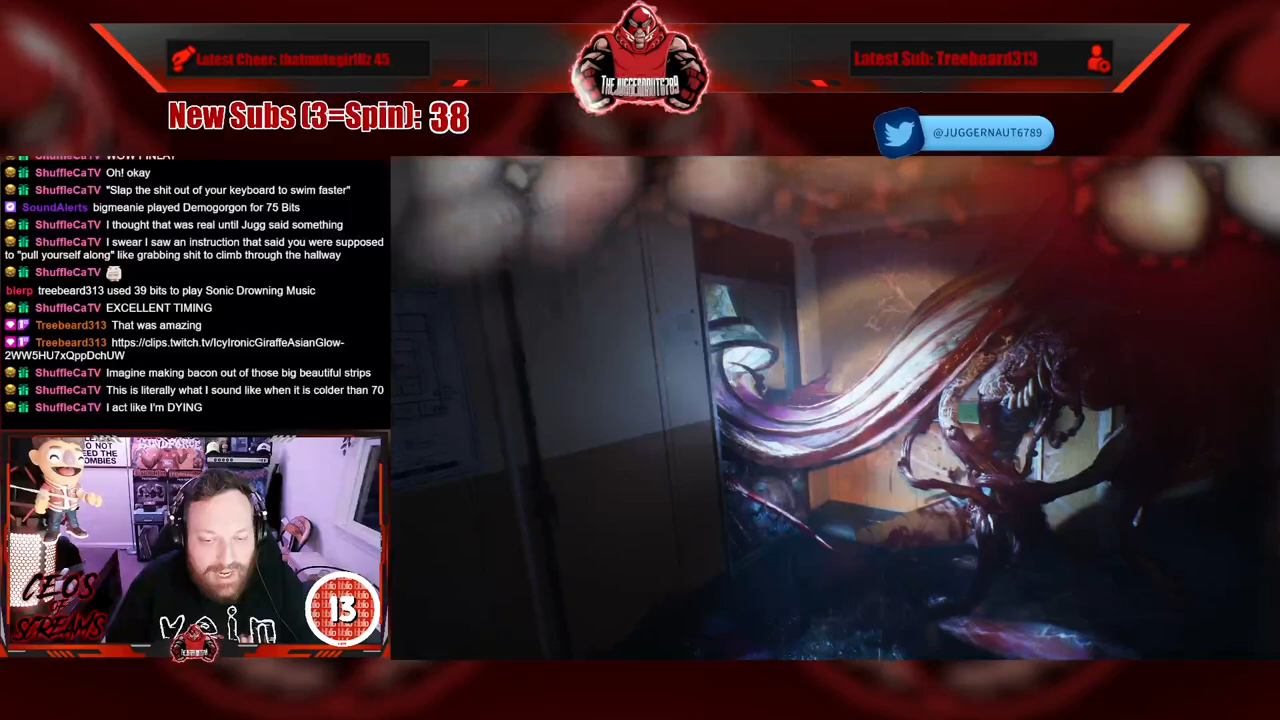 Latest Cheer: thatmutegirlliz 45
THEJUGGERNAUT6789
Latest Sub: Treebeard313
New Subs (3=Spin): 38
@JUGGERNAUT6789
ShuffleCaTV
ShuffleCaTV Oh! okay
ShuffleCaTV "Slap the shit out of your keyboard to swim faster"
SoundAlerts bigmeanie played Demogorgon for 75 Bits
ShuffleCaTV I thought that was real until Jugg said something
ShuffleCaTV I swear I saw an instruction that said you were supposed
to "pull yourself along" like grabbing shit to climb through the hallway
ShuffleCaTV
blerp treebeard313 used 39 bits to play Sonic Drowning Music
ShuffleCaTV EXCELLENT TIMING
Treebeard313 That was amazing
Treebeard313 https://clips.twitch.tv/IcyIronicGiraffeAsianGlow-
2WW5HU7xQppDchUW
ShuffleCaTV Imagine making bacon out of those big beautiful strips
ShuffleCaTV This is literally what I sound like when it is colder than 70
ShuffleCaTV I act like I'm DYING
DO NOT
FEED THE
ZOMBIES
CEOS
OF
SCREAMS
13